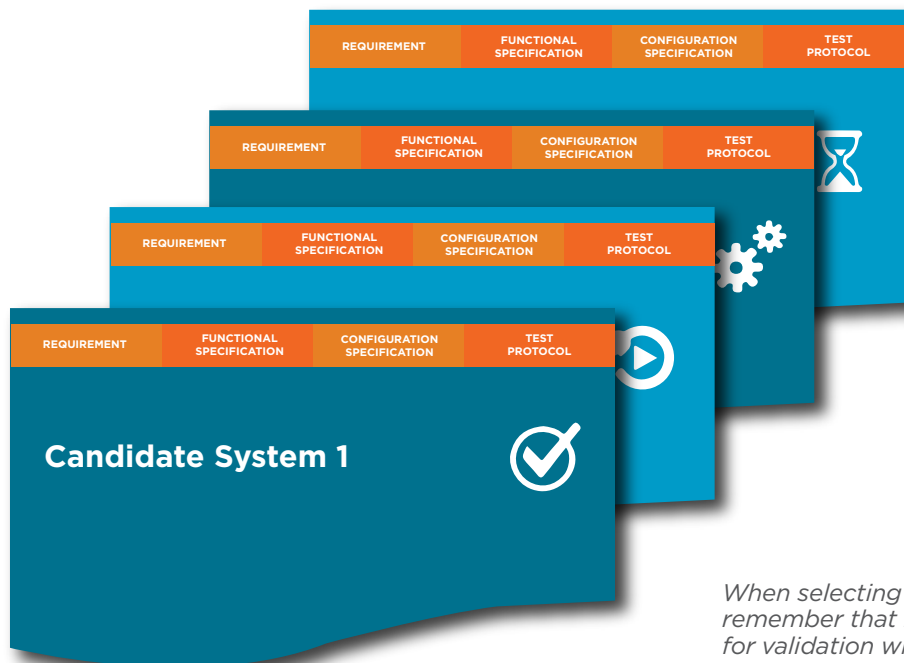 REQUIREMENT
FUNCTIONAL
SPECIFICATION
CONFIGURATION
SPECIFICATION
TEST
PROTOCOL
REQUIREMENT
FUNCTIONAL
SPECIFICATION
CONFIGURATION
SPECIFICATION
TEST
PROTOCOL
REQUIREMENT
FUNCTIONAL
SPECIFICATION
CONFIGURATION
SPECIFICATION
TEST
PROTOCOL
REQUIREMENT
FUNCTIONAL
SPECIFICATION
CONFIGURATION
SPECIFICATION
TEST
PROTOCOL
Candidate System 1
When selecting
remember that
for validation